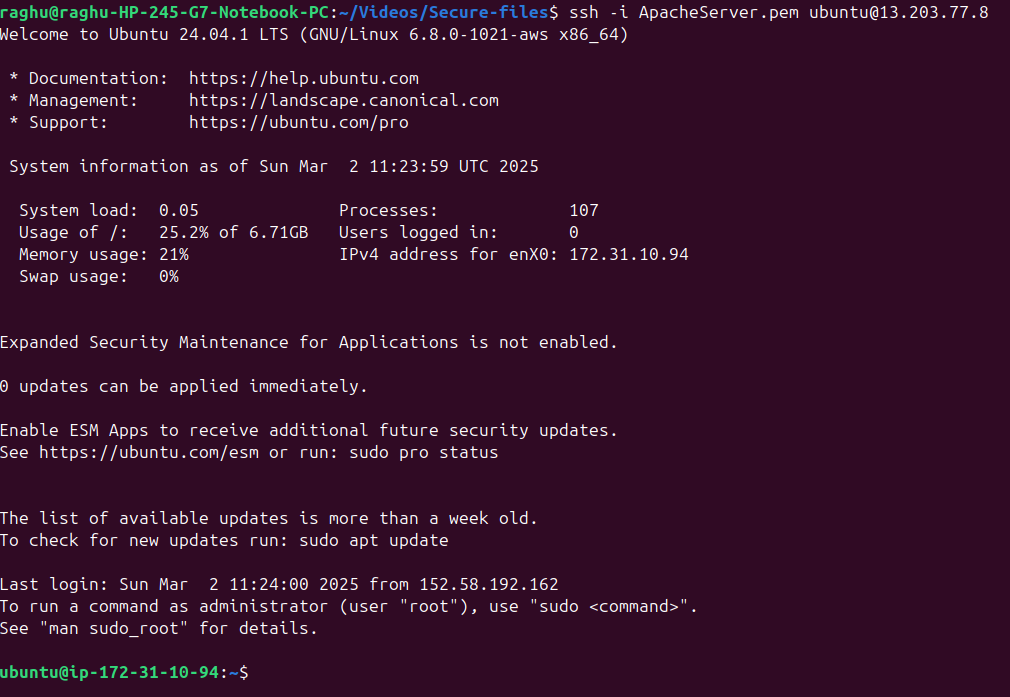 raghu@raghu-HP-245-G7-Notebook-PC:~/Videos/Secure-files$ ssh -i ApacheServer.pem ubuntu@13.203.77.8
Welcome to Ubuntu 24.04.1 LTS (GNU/Linux 6.8.0-1021-aws x86_64)

 * Documentation:  https://help.ubuntu.com
 * Management:     https://landscape.canonical.com
 * Support:        https://ubuntu.com/pro

 System information as of Sun Mar  2 11:23:59 UTC 2025

  System load:  0.05              Processes:             107
  Usage of /:   25.2% of 6.71GB   Users logged in:       0
  Memory usage: 21%               IPv4 address for enX0: 172.31.10.94
  Swap usage:   0%

Expanded Security Maintenance for Applications is not enabled.

0 updates can be applied immediately.

Enable ESM Apps to receive additional future security updates.
See https://ubuntu.com/esm or run: sudo pro status

The list of available updates is more than a week old.
To check for new updates run: sudo apt update

Last login: Sun Mar  2 11:24:00 2025 from 152.58.192.162
To run a command as administrator (user "root"), use "sudo <command>".
See "man sudo_root" for details.

ubuntu@ip-172-31-10-94:~$